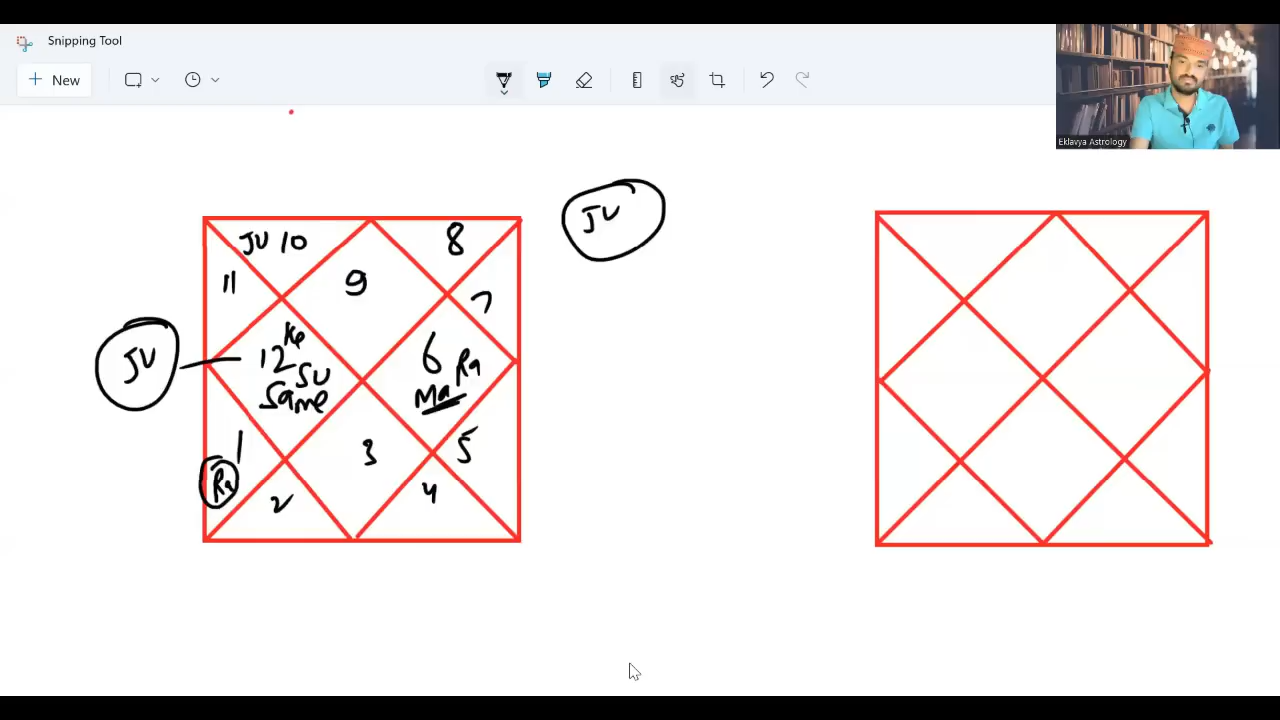 Snipping Tool
New
Eklavya Astrology
JU
JU 10
8
11
9
7
JU
12 Ke
SU
Same
6 Ra
Ma
1
Ra
3
5
2
4